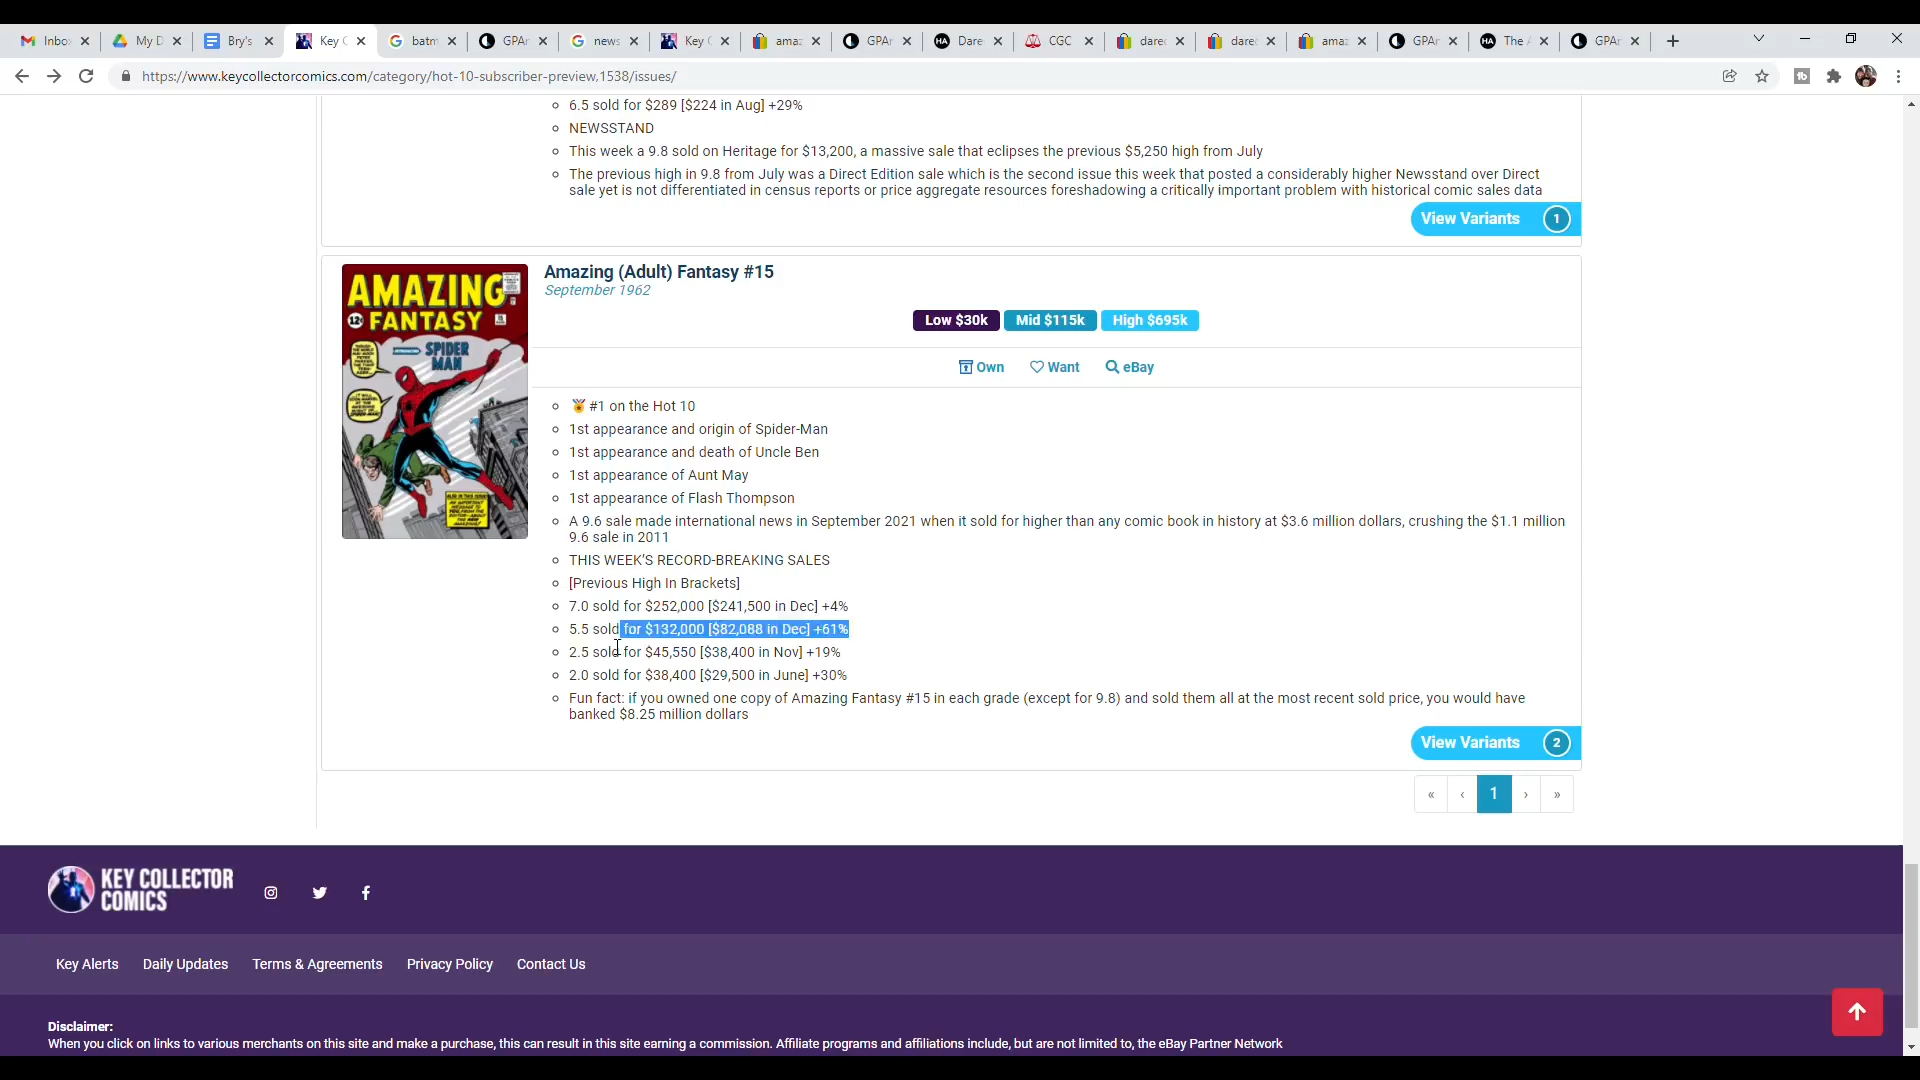 Inbo
My D
Bry's
Key C
batm
GPAr
news
Key C
amaz
GPAr
Dare
CGC
dared
dared
amaz
GPAr
The A
GPAr
https://www.keycollectorcomics.com/category/hot-10-subscriber-preview,1538/issues/
6.5 sold for $289 [$224 in Aug] +29%
NEWSSTAND
This week a 9.8 sold on Heritage for $13,200, a massive sale that eclipses the previous $5,250 high from July
The previous high in 9.8 from July was a Direct Edition sale which is the second issue this week that posted a considerably higher Newsstand over Direct
sale yet is not differentiated in census reports or price aggregate resources foreshadowing a critically important problem with historical comic sales data
View Variants 1
AMAZING
12¢ FANTASY 15
SPIDER
MAN
Amazing (Adult) Fantasy #15
September 1962
Low $30k Mid $115k High $695k
Own Want eBay
🏅 #1 on the Hot 10
1st appearance and origin of Spider-Man
1st appearance and death of Uncle Ben
1st appearance of Aunt May
1st appearance of Flash Thompson
A 9.6 sale made international news in September 2021 when it sold for higher than any comic book in history at $3.6 million dollars, crushing the $1.1 million
9.6 sale in 2011
THIS WEEK'S RECORD-BREAKING SALES
[Previous High In Brackets]
7.0 sold for $252,000 [$241,500 in Dec] +4%
5.5 sold for $132,000 [$82,088 in Dec] +61%
2.5 sold for $45,550 [$38,400 in Nov] +19%
2.0 sold for $38,400 [$29,500 in June] +30%
Fun fact: if you owned one copy of Amazing Fantasy #15 in each grade (except for 9.8) and sold them all at the most recent sold price, you would have
banked $8.25 million dollars
View Variants 2
« ‹ 1 › »
KEY COLLECTOR
COMICS
Key Alerts Daily Updates Terms & Agreements Privacy Policy Contact Us
Disclaimer:
When you click on links to various merchants on this site and make a purchase, this can result in this site earning a commission. Affiliate programs and affiliations include, but are not limited to, the eBay Partner Network